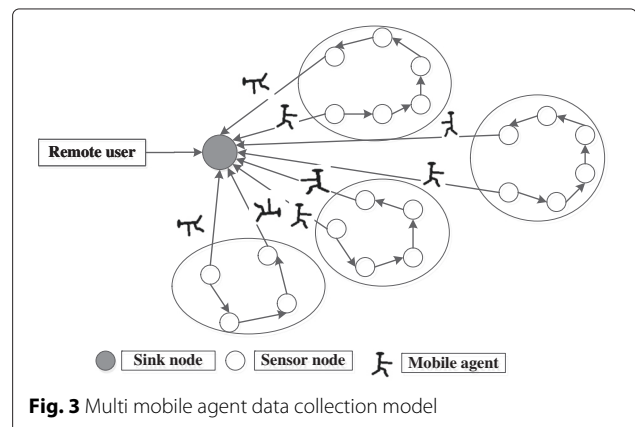 Remote user
Sink node
Sensor node
Mobile agent
Fig. 3 Multi mobile agent data collection model